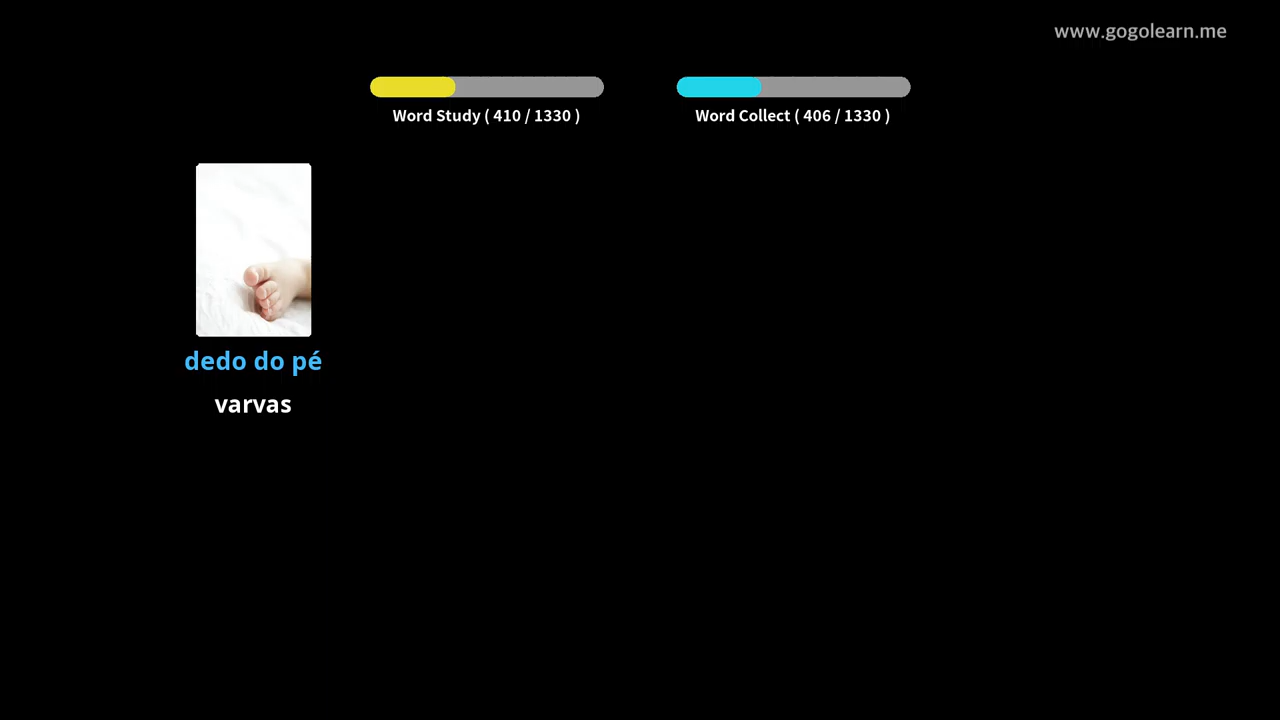 www.gogolearn.me
Word Study ( 410 / 1330 )
Word Collect ( 406 / 1330 )
dedo do pé
varvas